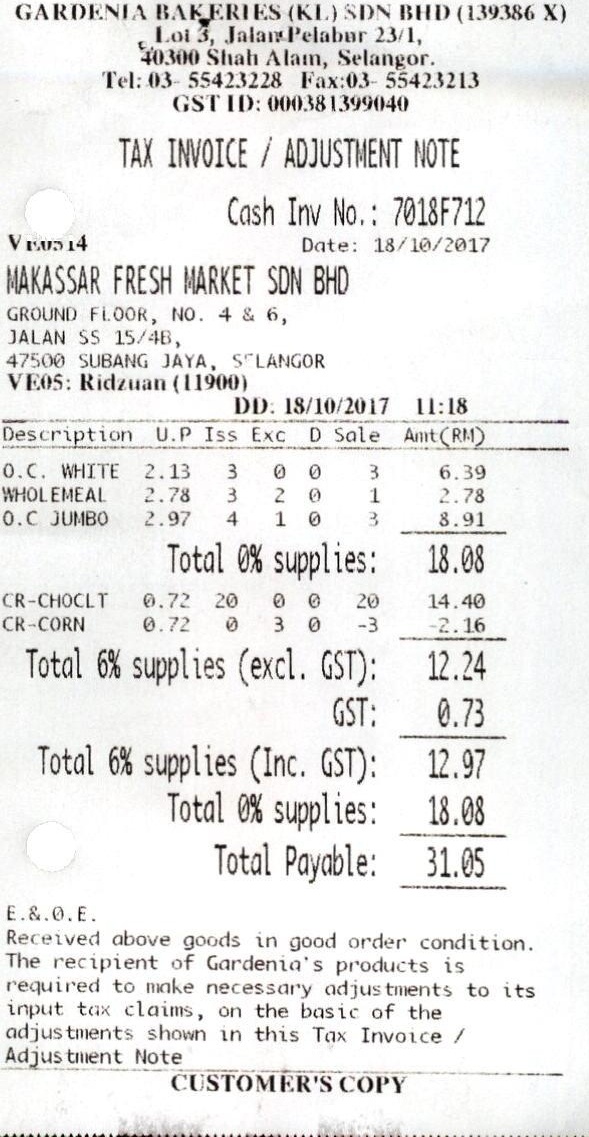 GARDENIA BAKERIES (KL) SDN BHD (139386 X)
Lot 3, Jalan Pelabur 23/1,
40300 Shah Alam, Selangor.
Tel: 03- 55423228 Fax:03- 55423213
GST ID: 000381399040
TAX INVOICE / ADJUSTMENT NOTE
Cash Inv No.: 7018F712
VE0514 Date: 18/10/2017
MAKASSAR FRESH MARKET SDN BHD
GROUND FLOOR, NO. 4 & 6,
JALAN SS 15/4B,
47500 SUBANG JAYA, SELANGOR
VE05: Ridzuan (11900)
DD: 18/10/2017 11:18
Description U.P Iss Exc D Sale Amt(RM)
O.C. WHITE 2.13 3 0 0 3 6.39
WHOLEMEAL 2.78 3 2 0 1 2.78
O.C JUMBO 2.97 4 1 0 3 8.91
Total 0% supplies: 18.08
CR-CHOCLT 0.72 20 0 0 20 14.40
CR-CORN 0.72 0 3 0 -3 -2.16
Total 6% supplies (excl. GST): 12.24
GST: 0.73
Total 6% supplies (Inc. GST): 12.97
Total 0% supplies: 18.08
Total Payable: 31.05
E.&.O.E.
Received above goods in good order condition.
The recipient of Gardenia's products is
required to make necessary adjustments to its
input tax claims, on the basic of the
adjustments shown in this Tax Invoice /
Adjustment Note
CUSTOMER'S COPY